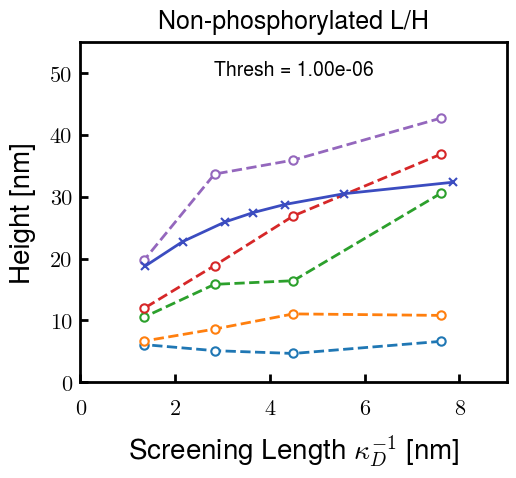 Non-phosphorylated L/H
Thresh = 1.00e-06
Height [nm]
50
40
30
20
10
0
0 2 4 6 8
Screening Length $\kappa_D^{-1}$ [nm]